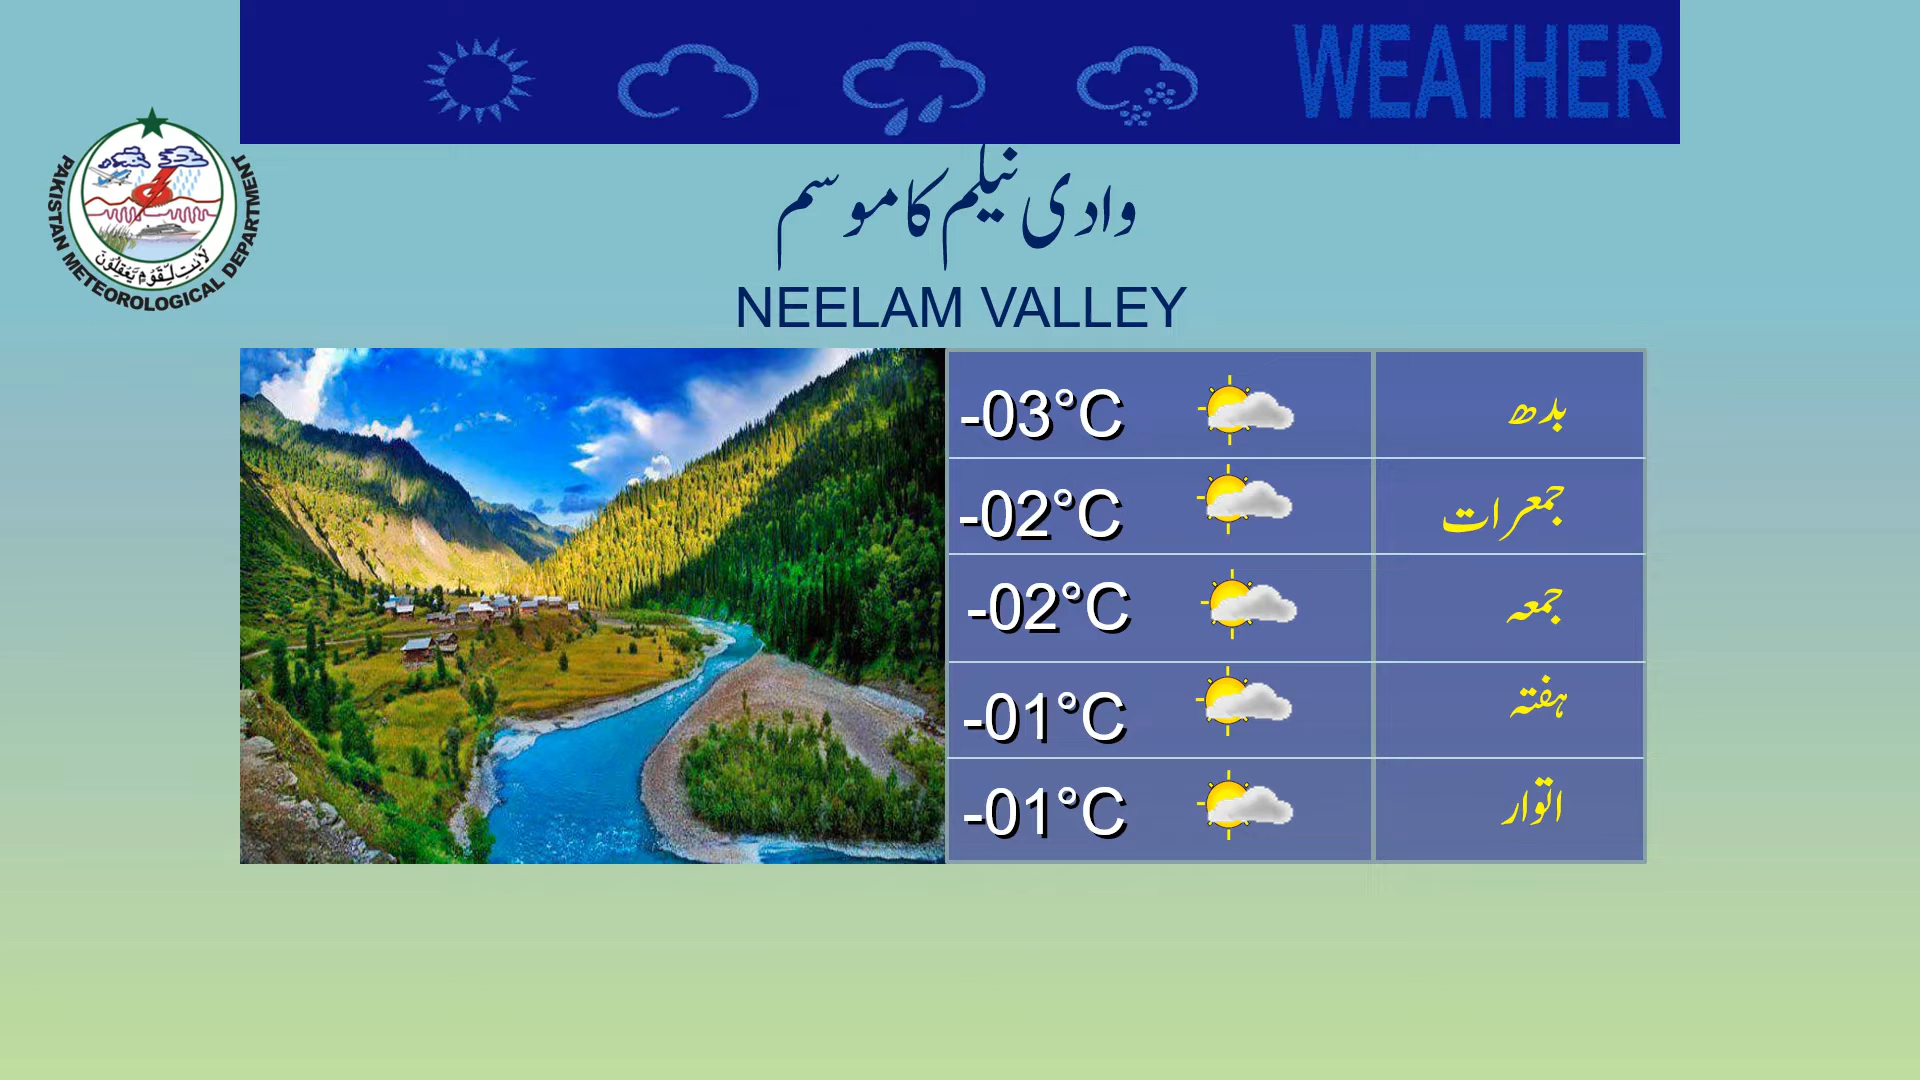 WEATHER
PAKISTAN METEOROLOGICAL DEPARTMENT
لَاٰيٰتٍ لِّقَوْمٍ يَّعْقِلُوْنَ
وادی نیلم کا موسم
NEELAM VALLEY
-03°C بدھ
-02°C جمعرات
-02°C جمعہ
-01°C ہفتہ
-01°C اتوار